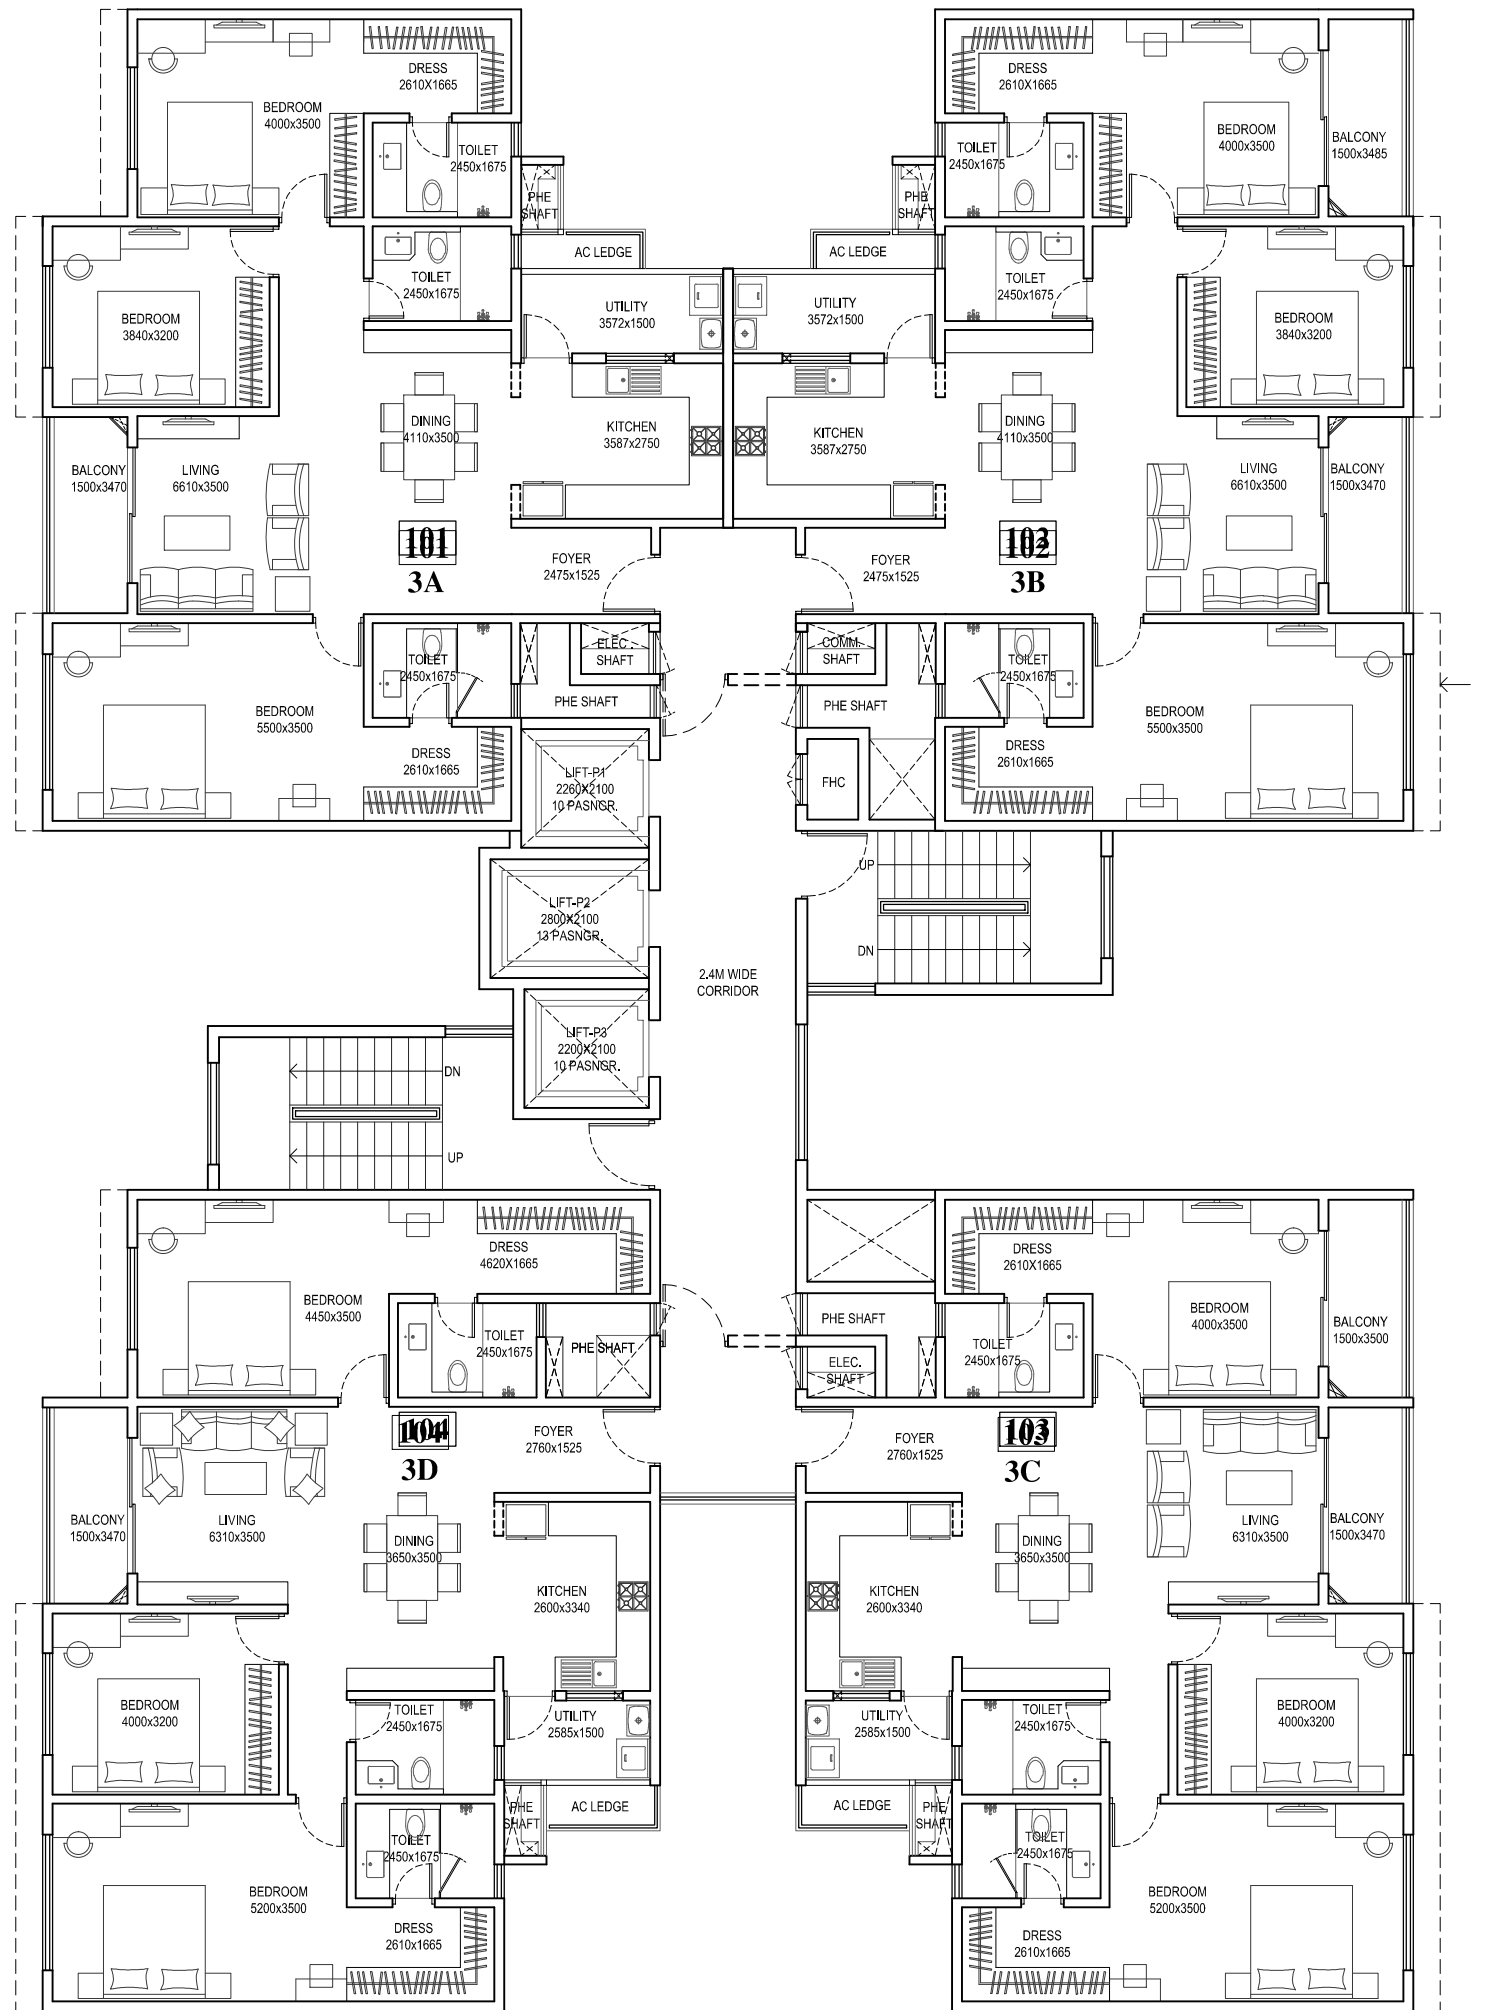 DRESS
2610X1665
BEDROOM
4000x3500
TOILET
2450x1675
PHE
SHAFT
AC LEDGE
TOILET
2450x1675
UTILITY
3572x1500
BEDROOM
3840x3200
DINING
4110x3500
KITCHEN
3587x2750
BALCONY
1500x3470
LIVING
6610x3500
101
3A
FOYER
2475x1525
TOILET
2450x1675
ELEC.
SHAFT
PHE SHAFT
BEDROOM
5500x3500
DRESS
2610x1665
DRESS
2610X1665
BEDROOM
4000x3500
BALCONY
1500x3485
TOILET
2450x1675
PHE
SHAFT
AC LEDGE
TOILET
2450x1675
UTILITY
3572x1500
BEDROOM
3840x3200
KITCHEN
3587x2750
DINING
4110x3500
LIVING
6610x3500
BALCONY
1500x3470
102
3B
FOYER
2475x1525
COMM.
SHAFT
TOILET
2450x1675
PHE SHAFT
BEDROOM
5500x3500
DRESS
2610x1665
FHC
LIFT-P1
2260X2100
10 PASNGR.
LIFT-P2
2800X2100
13 PASNGR.
LIFT-P3
2200X2100
10 PASNGR.
UP
DN
2.4M WIDE
CORRIDOR
DN
UP
DRESS
4620X1665
BEDROOM
4450x3500
TOILET
2450x1675
PHE SHAFT
104
3D
FOYER
2760x1525
BALCONY
1500x3470
LIVING
6310x3500
DINING
3650x3500
KITCHEN
2600x3340
BEDROOM
4000x3200
TOILET
2450x1675
UTILITY
2585x1500
PHE
SHAFT
AC LEDGE
TOILET
2450x1675
BEDROOM
5200x3500
DRESS
2610x1665
DRESS
2610X1665
BEDROOM
4000x3500
BALCONY
1500x3500
PHE SHAFT
TOILET
2450x1675
ELEC.
SHAFT
103
3C
FOYER
2760x1525
LIVING
6310x3500
BALCONY
1500x3470
DINING
3650x3500
KITCHEN
2600x3340
BEDROOM
4000x3200
TOILET
2450x1675
UTILITY
2585x1500
AC LEDGE
PHE
SHAFT
TOILET
2450x1675
BEDROOM
5200x3500
DRESS
2610x1665